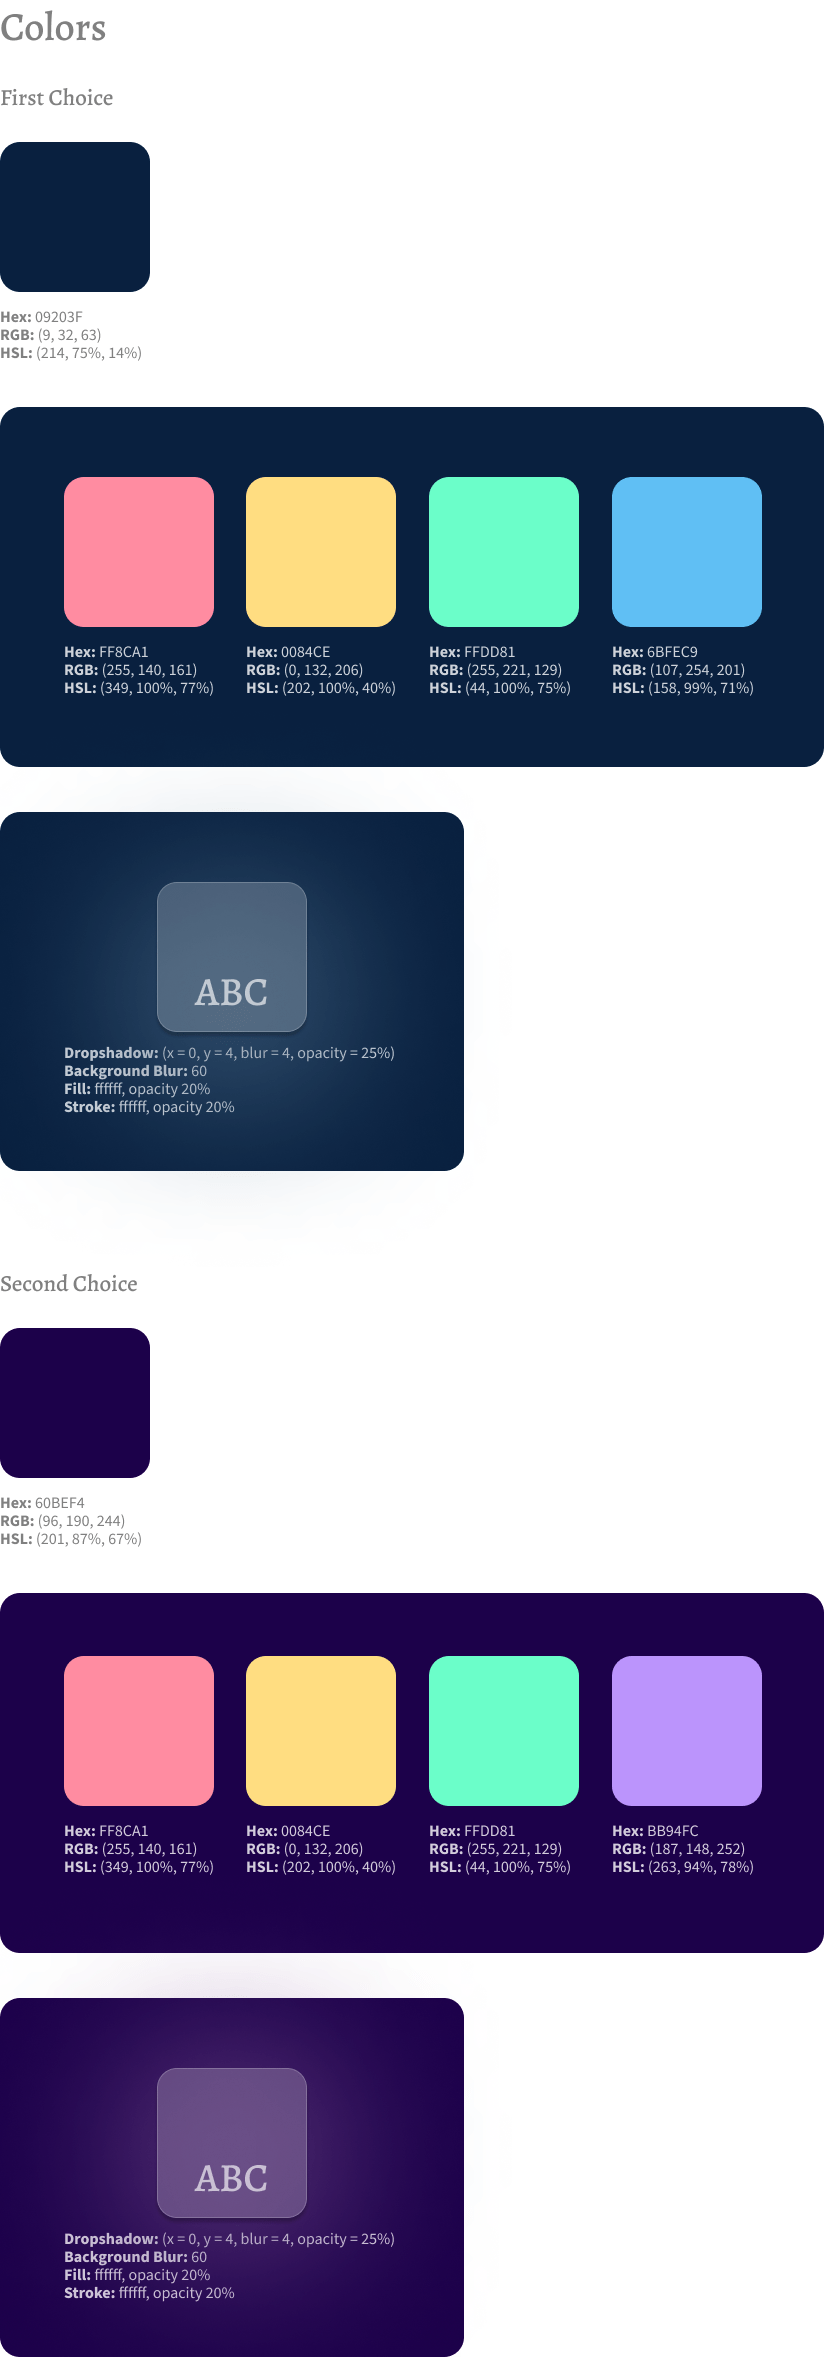 Colors
First Choice
Hex: 09203F
RGB: (9, 32, 63)
HSL: (214, 75%, 14%)
Hex: FF8CA1
RGB: (255, 140, 161)
HSL: (349, 100%, 77%)
Hex: 0084CE
RGB: (0, 132, 206)
HSL: (202, 100%, 40%)
Hex: FFDD81
RGB: (255, 221, 129)
HSL: (44, 100%, 75%)
Hex: 6BFEC9
RGB: (107, 254, 201)
HSL: (158, 99%, 71%)
ABC
Dropshadow: (x = 0, y = 4, blur = 4, opacity = 25%)
Background Blur: 60
Fill: ffffff, opacity 20%
Stroke: ffffff, opacity 20%
Second Choice
Hex: 60BEF4
RGB: (96, 190, 244)
HSL: (201, 87%, 67%)
Hex: FF8CA1
RGB: (255, 140, 161)
HSL: (349, 100%, 77%)
Hex: 0084CE
RGB: (0, 132, 206)
HSL: (202, 100%, 40%)
Hex: FFDD81
RGB: (255, 221, 129)
HSL: (44, 100%, 75%)
Hex: BB94FC
RGB: (187, 148, 252)
HSL: (263, 94%, 78%)
ABC
Dropshadow: (x = 0, y = 4, blur = 4, opacity = 25%)
Background Blur: 60
Fill: ffffff, opacity 20%
Stroke: ffffff, opacity 20%